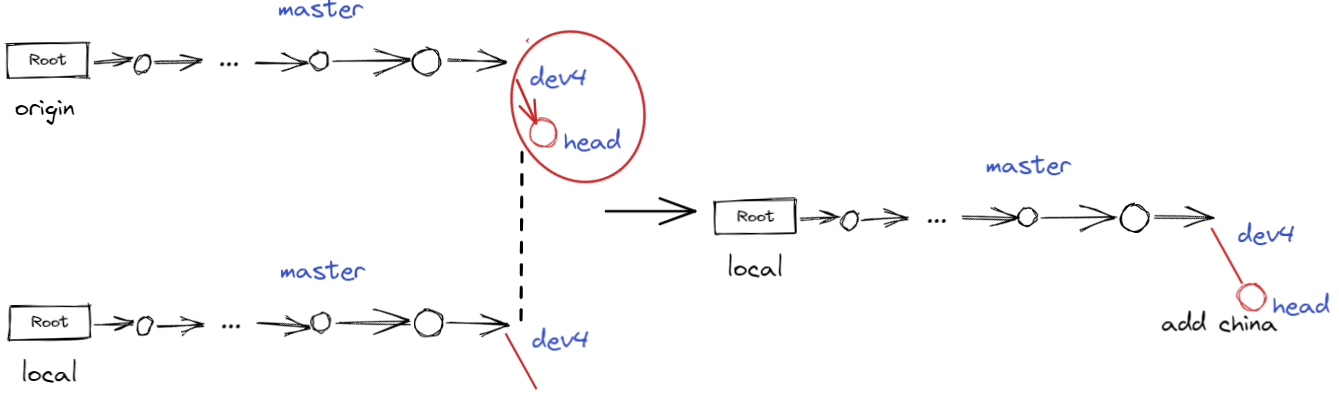 master
Root
...
origin
dev4
head
master
Root
...
local
dev4
master
Root
...
local
dev4
head
add china